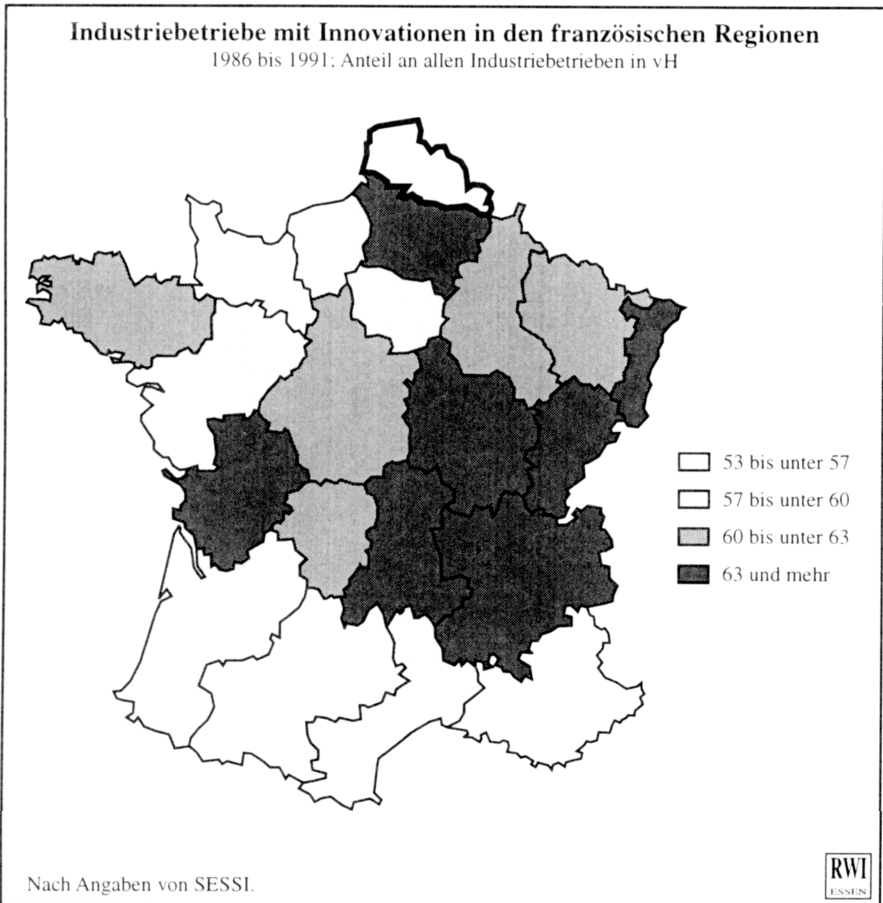 Industriebetriebe mit Innovationen in den französischen Regionen
1986 bis 1991; Anteil an allen Industriebetrieben in vH
53 bis unter 57
57 bis unter 60
60 bis unter 63
63 und mehr
Nach Angaben von SESSI.
RWI
ESSEN